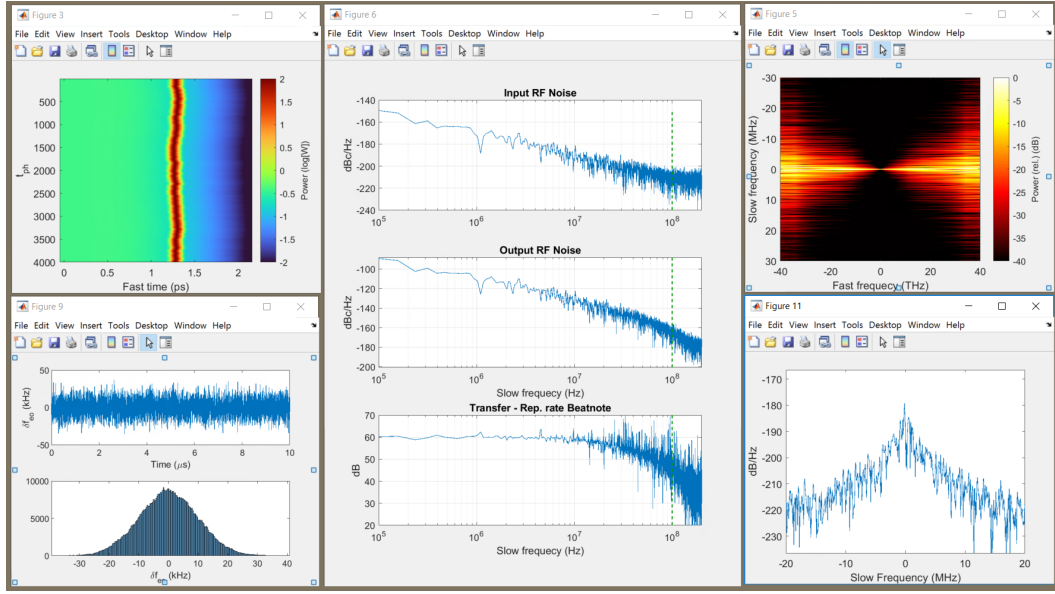 Figure 3
File Edit View Insert Tools Desktop Window Help
500
1000
1500
2000
2500
3000
3500
4000
t_ph
0
0.5
1
1.5
2
Fast time (ps)
2
1.5
1
0.5
0
-0.5
-1
-1.5
-2
Power (log[W])
Figure 9
File Edit View Insert Tools Desktop Window Help
50
0
-50
δf_eo (kHz)
0 2 4 6 8 10
Time (μs)
10000
5000
0
-30 -20 -10 0 10 20 30 40
δf_eo (kHz)
Figure 6
File Edit View Insert Tools Desktop Window Help
Input RF Noise
-140
-160
-180
-200
-220
-240
dBc/Hz
10^5 10^6 10^7 10^8
Output RF Noise
-100
-120
-140
-160
-180
-200
dBc/Hz
10^5 10^6 10^7 10^8
Slow frequecy (Hz)
Transfer - Rep. rate Beatnote
70
60
50
40
30
20
dB
10^5 10^6 10^7 10^8
Slow frequecy (Hz)
Figure 5
File Edit View Insert Tools Desktop Window Help
-30
-20
-10
0
10
20
30
Slow frequency (MHz)
-40 -20 0 20 40
Fast frequecy (THz)
0
-5
-10
-15
-20
-25
-30
-35
-40
Power (rel.) (dB)
Figure 11
File Edit View Insert Tools Desktop Window Help
-170
-180
-190
-200
-210
-220
-230
dB/Hz
-20 -10 0 10 20
Slow Frequency (MHz)